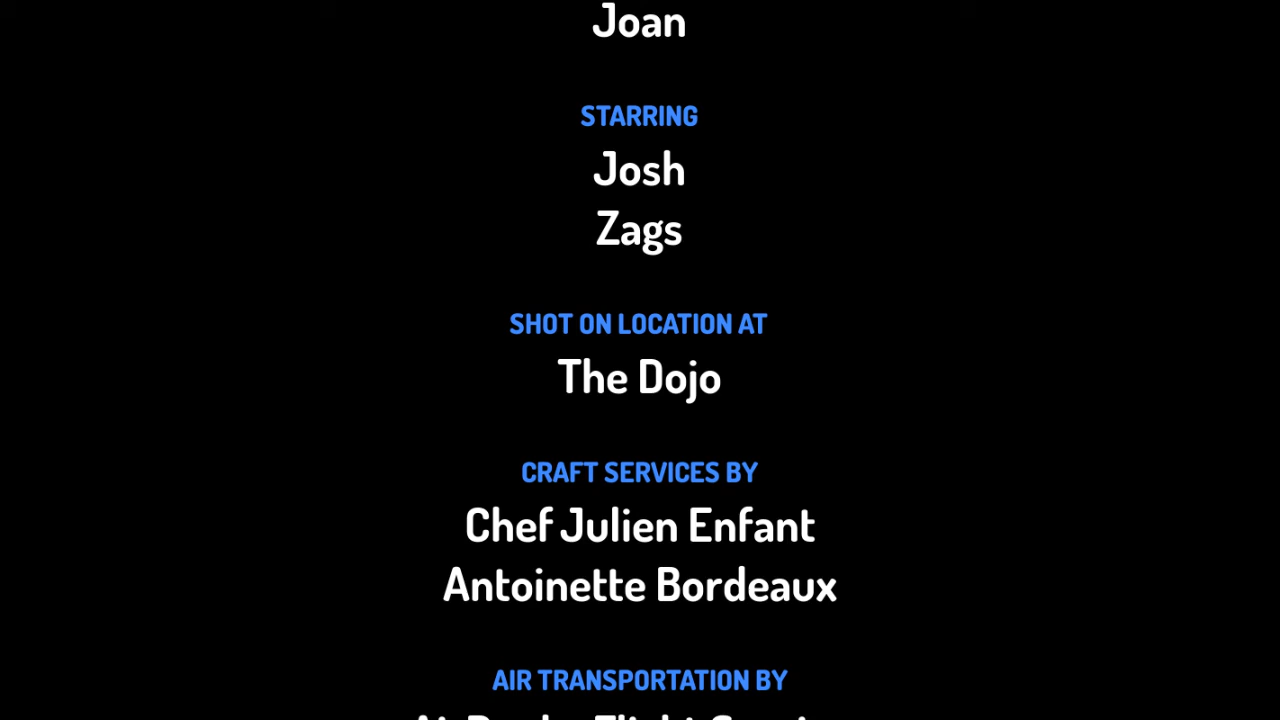 Joan
STARRING
Josh
Zags
SHOT ON LOCATION AT
The Dojo
CRAFT SERVICES BY
Chef Julien Enfant
Antoinette Bordeaux
AIR TRANSPORTATION BY